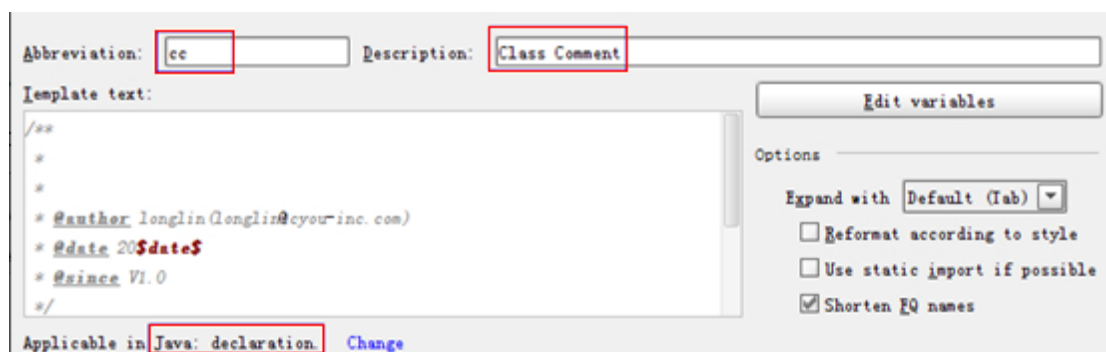 Abbreviation: cc Description: Class Comment
Template text:
Edit variables
/**
*
*
* @author longlin(longlin@cyou-inc.com)
* @date 20$date$
* @since V1.0
*/
Options
Expand with Default (Tab)
Reformat according to style
Use static import if possible
Shorten FQ names
Applicable in Java: declaration. Change